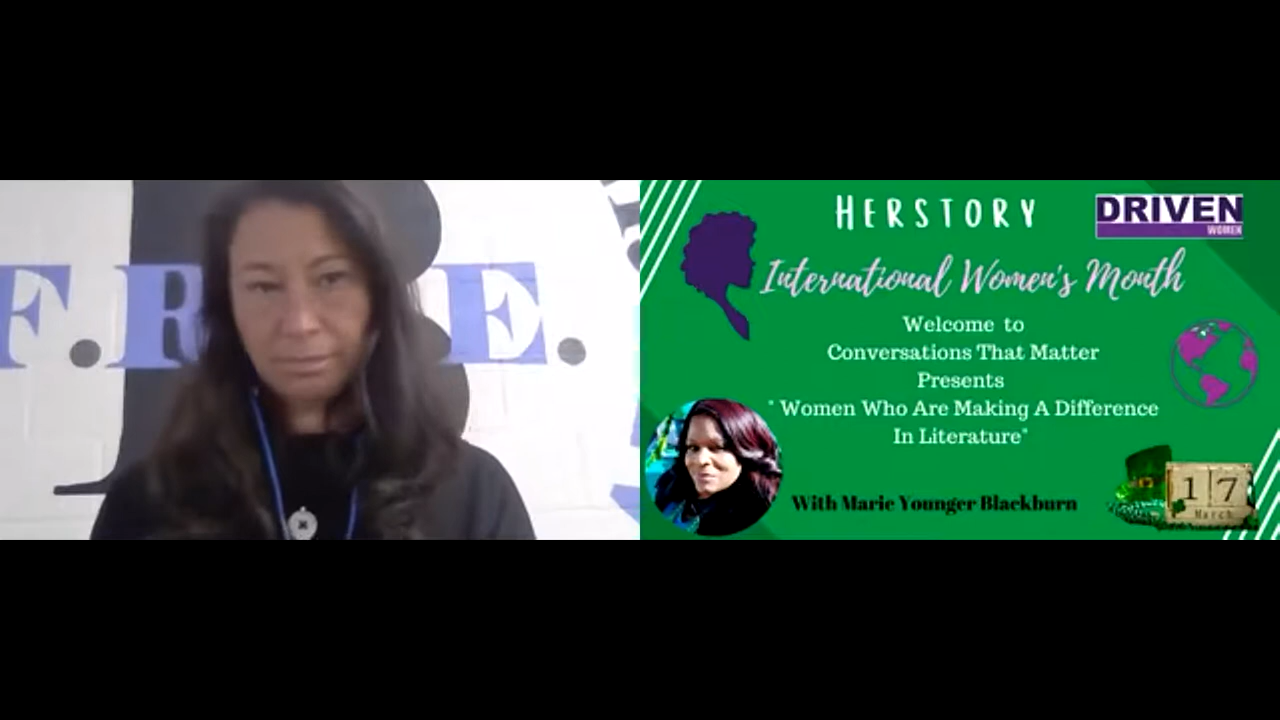 F.R E.
HERSTORY
DRIVEN
WOMEN
International Women's Month
Welcome to
Conversations That Matter
Presents
" Women Who Are Making A Difference
In Literature"
With Marie Younger Blackburn
17
March